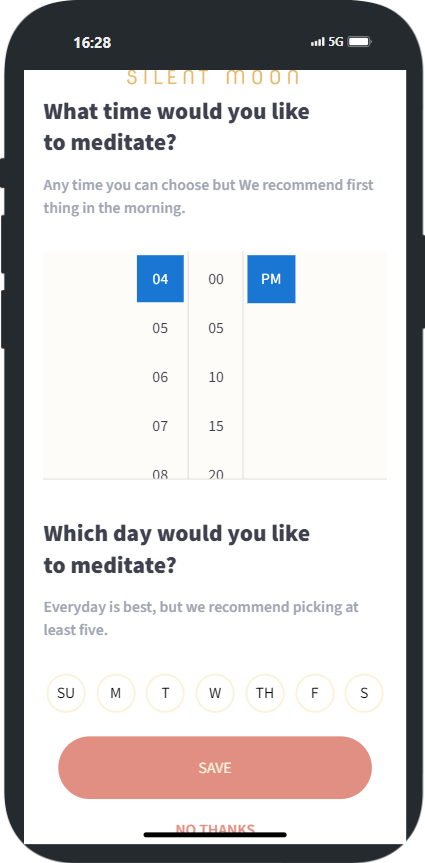 16:28 5G
SILENT MOON
What time would you like
to meditate?
Any time you can choose but We recommend first
thing in the morning.
04 00 PM
05 05
06 10
07 15
08 20
Which day would you like
to meditate?
Everyday is best, but we recommend picking at
least five.
SU M T W TH F S
SAVE
NO THANKS